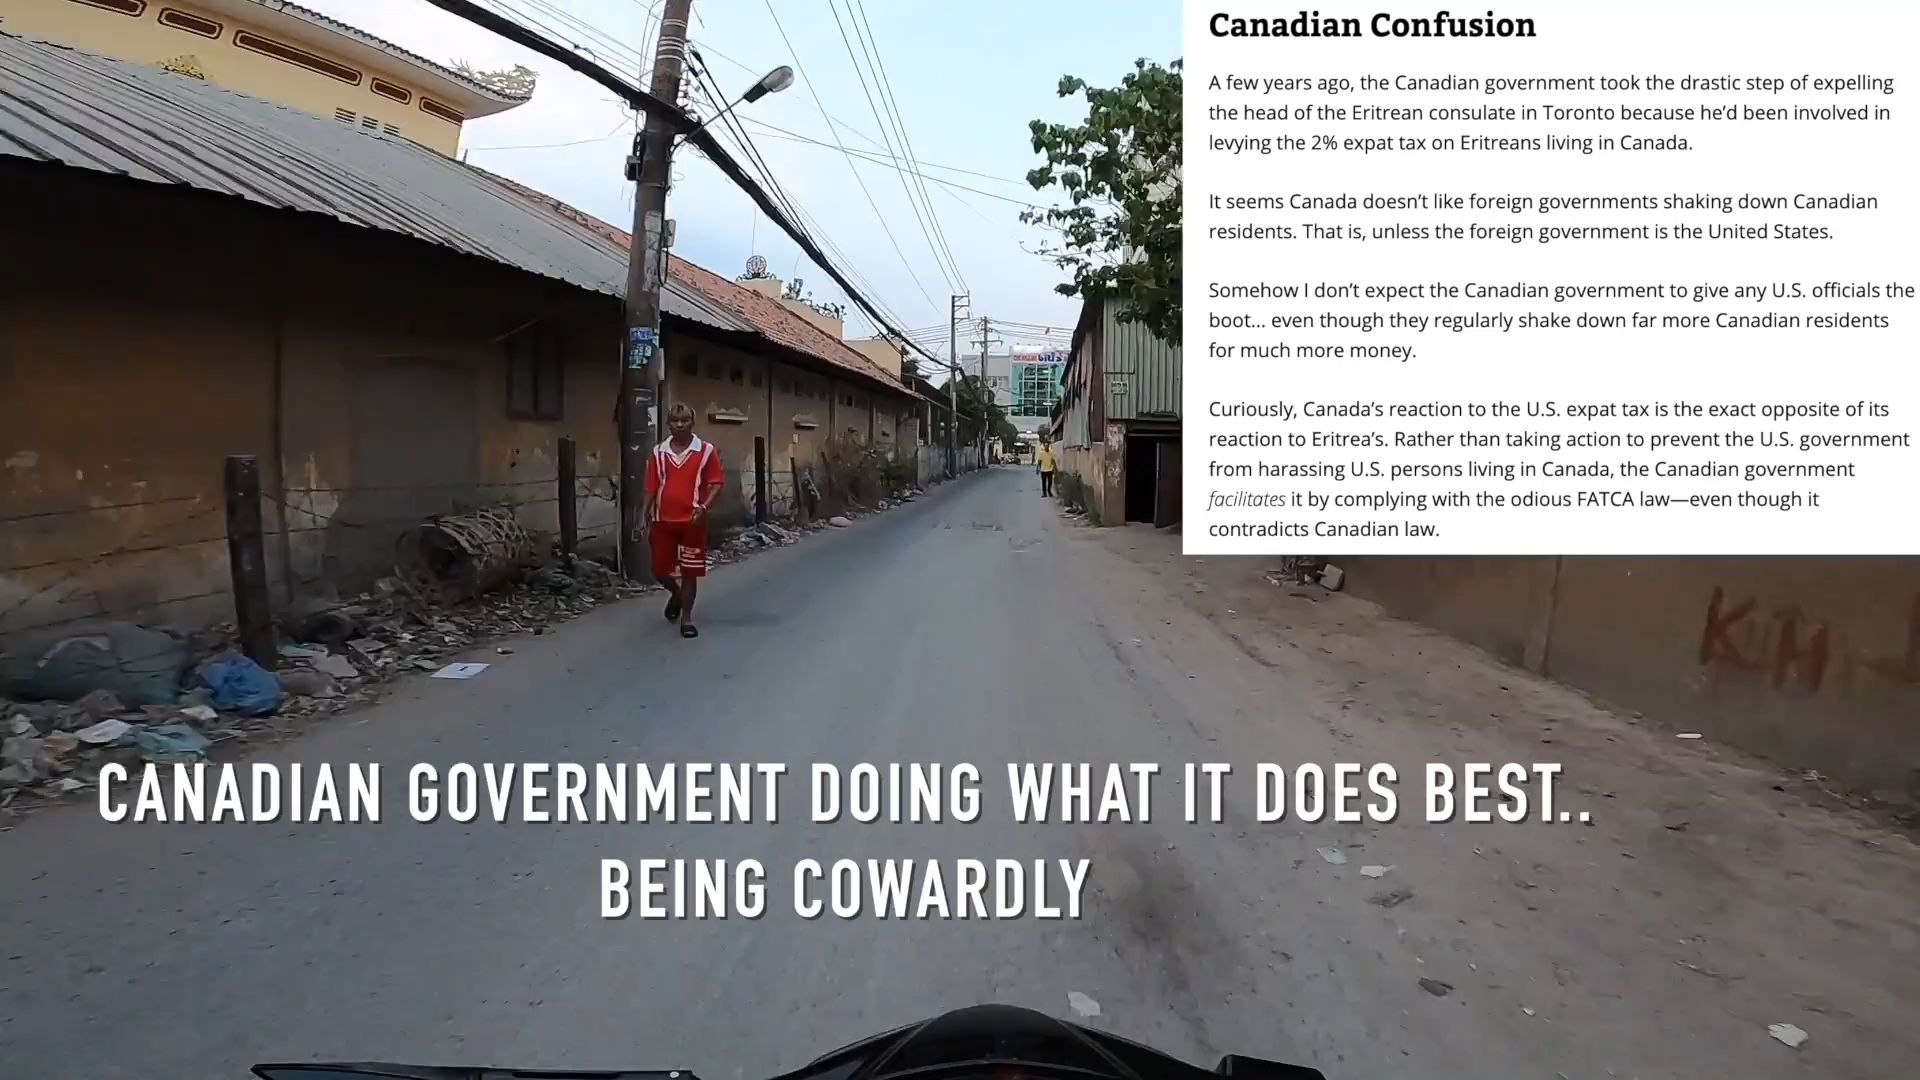 Canadian Confusion
A few years ago, the Canadian government took the drastic step of expelling
the head of the Eritrean consulate in Toronto because he’d been involved in
levying the 2% expat tax on Eritreans living in Canada.
It seems Canada doesn’t like foreign governments shaking down Canadian
residents. That is, unless the foreign government is the United States.
Somehow I don’t expect the Canadian government to give any U.S. officials the
boot... even though they regularly shake down far more Canadian residents
for much more money.
Curiously, Canada’s reaction to the U.S. expat tax is the exact opposite of its
reaction to Eritrea’s. Rather than taking action to prevent the U.S. government
from harassing U.S. persons living in Canada, the Canadian government
facilitates it by complying with the odious FATCA law—even though it
contradicts Canadian law.
KIM
CANADIAN GOVERNMENT DOING WHAT IT DOES BEST..
BEING COWARDLY